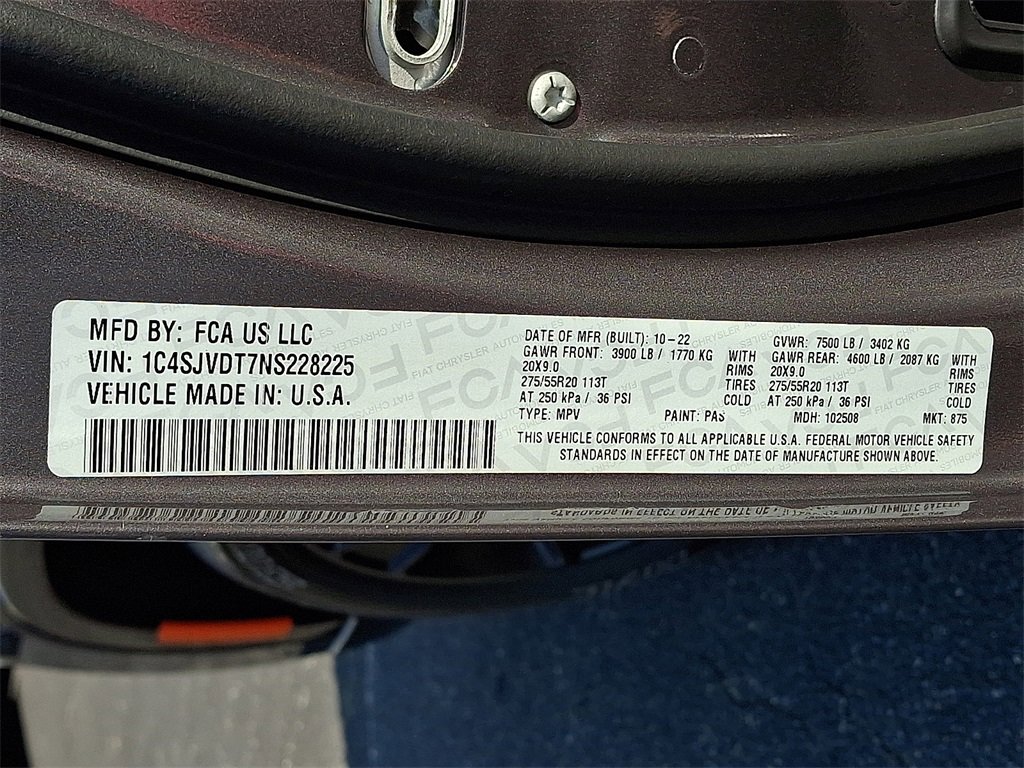 MFD BY: FCA US LLC
VIN: 1C4SJVDT7NS228225
VEHICLE MADE IN: U.S.A.
DATE OF MFR (BUILT): 10-22
GAWR FRONT: 3900 LB / 1770 KG WITH
20X9.0 RIMS
275/55R20 113T TIRES
AT 250 kPa / 36 PSI COLD
TYPE: MPV PAINT: PAS
GVWR: 7500 LB / 3402 KG
GAWR REAR: 4600 LB / 2087 KG WITH
20X9.0 RIMS
275/55R20 113T TIRES
AT 250 kPa / 36 PSI COLD
MDH: 102508 MKT: 875
THIS VEHICLE CONFORMS TO ALL APPLICABLE U.S.A. FEDERAL MOTOR VEHICLE SAFETY
STANDARDS IN EFFECT ON THE DATE OF MANUFACTURE SHOWN ABOVE.